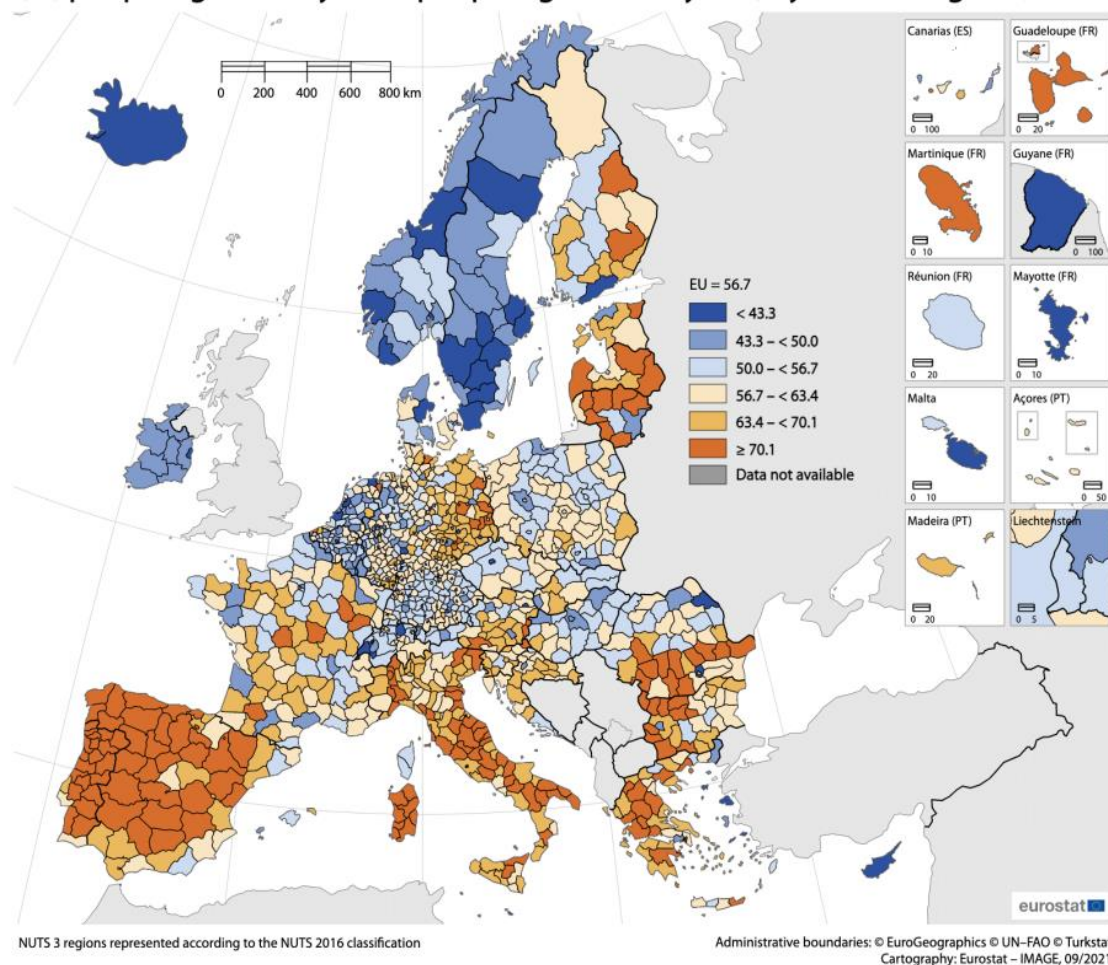 0 200 400 600 800 km
EU = 56.7
< 43.3
43.3 – < 50.0
50.0 – < 56.7
56.7 – < 63.4
63.4 – < 70.1
≥ 70.1
Data not available
Canarias (ES)
0 100
Guadeloupe (FR)
0 20
Martinique (FR)
0 10
Guyane (FR)
0 100
Réunion (FR)
0 20
Mayotte (FR)
0 10
Malta
0 10
Açores (PT)
0 50
Madeira (PT)
0 20
Liechtenstein
0 5
eurostat
NUTS 3 regions represented according to the NUTS 2016 classification
Administrative boundaries: © EuroGeographics © UN–FAO © Turksta
Cartography: Eurostat – IMAGE, 09/2021